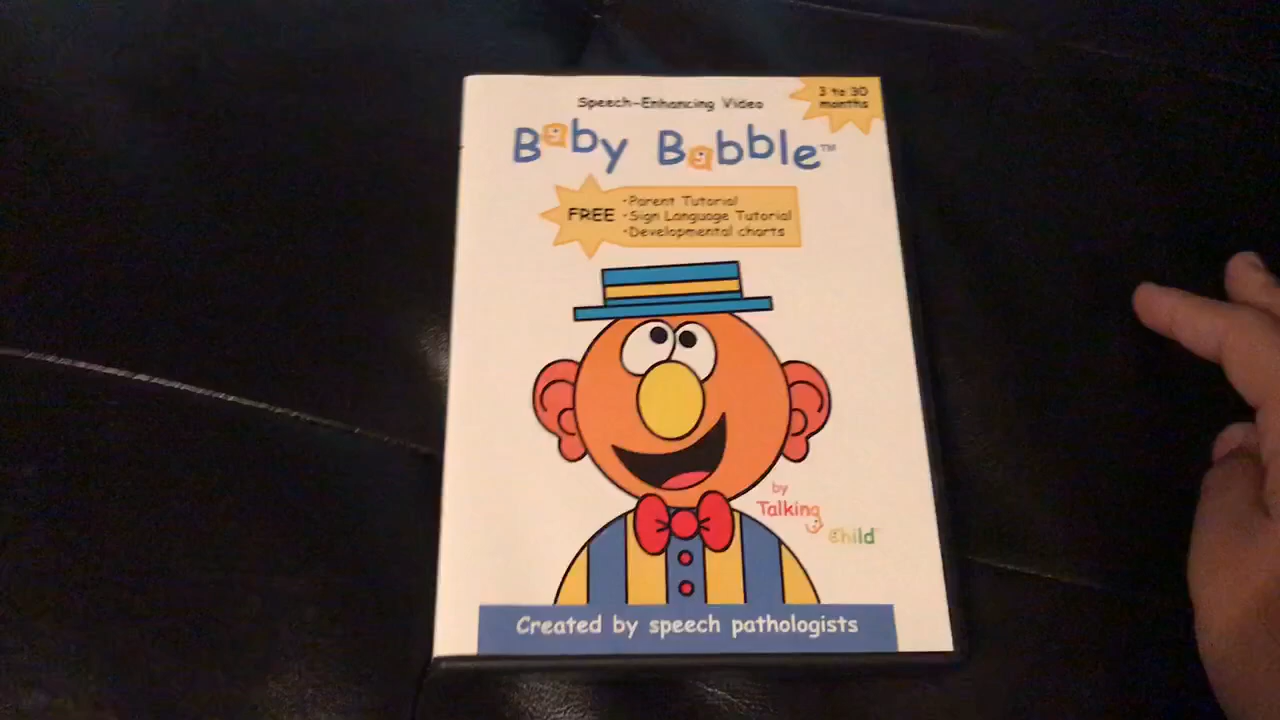 Speech-Enhancing Video
3 to 30
months
Baby Babble™
FREE
•Parent Tutorial
•Sign Language Tutorial
•Developmental charts
by
Talking
Child™
Created by speech pathologists